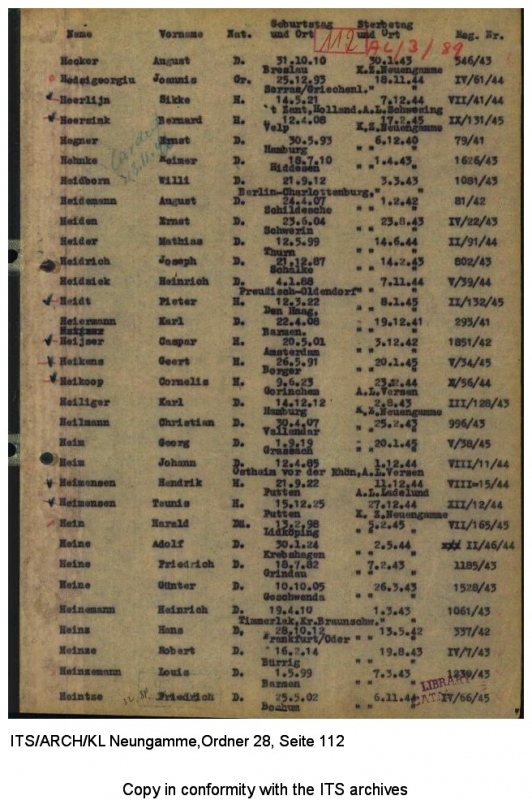 Geburtstag Sterbetag
Name Vorname Nat. und Ort und Ort Reg. Nr.
112 AL/3/89
Hecker August D. 31.10.10 30.1.43 546/43
Breslau K.Z.Neuengamme
Hedzigeorgiu Joannis Gr. 25.12.93 18.11.44 IV/61/44
Serras/Griechenl." "
Heerlijn Sikke H. 14.5.21 7.12.44 VII/41/44
't Zant,Holland.A.L.Schwesing
Heersink Bernard H. 12.4.08 17.2.45 IX/131/45
Velp K.Z.Neuengamme
Hegner Ernst D. 30.5.93 6.12.40 79/41
Hamburg " " "
Hehnke Reimer D. 18.7.10 1.4.43 1626/43
Hiddesen " " "
Heidborn Willi D. 21.9.12 3.3.43 1081/43
Berlin-Charlottenburg," "
Heidemann August D. 24.4.07 1.2.42 81/42
Schildesche " " "
Heiden Ernst D. 23.6.04 23.8.43 IV/22/43
Schwerin " " "
Heider Mathias D. 12.5.99 14.6.44 II/91/44
Thurn " " "
Heidrich Joseph D. 21.12.87 14.2.43 802/43
Schalke " " "
Heidsiek Heinrich D. 4.1.88 7.11.44 V/39/44
Preußisch-Oldendorf" "
Heidt Pieter H. 12.3.22 8.1.45 II/132/45
Den Haag, " " "
Heiermann Karl D. 22.4.08 19.12.41 293/41
Barmen. " " "
Heijser Caspar H. 20.5.01 3.12.42 1851/42
Amsterdam " " "
Heikens Geert H. 26.5.91 20.1.45 V/34/45
Borger " " "
Heikoop Cornelis H. 9.6.23 23.12.44 X/56/44
Gorinchem A.L.Versen
Heiliger Karl D. 14.12.12 2.8.43 III/128/43
Hamburg K.Z.Neuengamme
Heilmann Christian D. 30.4.07 25.2.43 996/43
Vallendar " " "
Heim Georg D. 1.9.19 20.1.45 V/38/45
Grassach " " "
Heim Johann D. 12.4.85 1.12.44 VIII/11/44
Ostheim vor der Rhön,A.L.Versen
Heimensen Hendrik H. 21.9.22 11.12.44 VIII=15/44
Putten A.L.Ladelund
Heimensen Teunis H. 15.12.25 27.12.44 XII/12/44
Putten K. Z.Neuengamme
Hein Harald DN. 13.2.98 5.2.45 VII/165/45
Lidköping " " "
Heine Adolf D. 30.1.24 2.5.44 II/46/44
Krebshagen " " "
Heine Friedrich D. 18.7.82 7.2.43 1185/43
Grindau " " "
Heine Günter D. 10.10.05 26.3.43 1528/43
Geschwenda " " "
Heinemann Heinrich D. 19.4.10 1.3.43 1061/43
Timmerlak,Kr.Braunschw." "
Heins Hans D, 28.10.12 13.5.42 337/42
Frankfurt/Oder " " "
Heinze Robert D. 16.2.14 19.8.43 IV/7/43
Bürrig " " "
Heinzemann Louis D. 1.5.99 7.3.43 1239/43
Barmen " " "
Heintze Friedrich D. 25.5.02 6.11.44 IV/66/45
Bochum " "
LIBRARY
ITS/ARCH/KL Neungamme,Ordner 28, Seite 112
Copy in conformity with the ITS archives